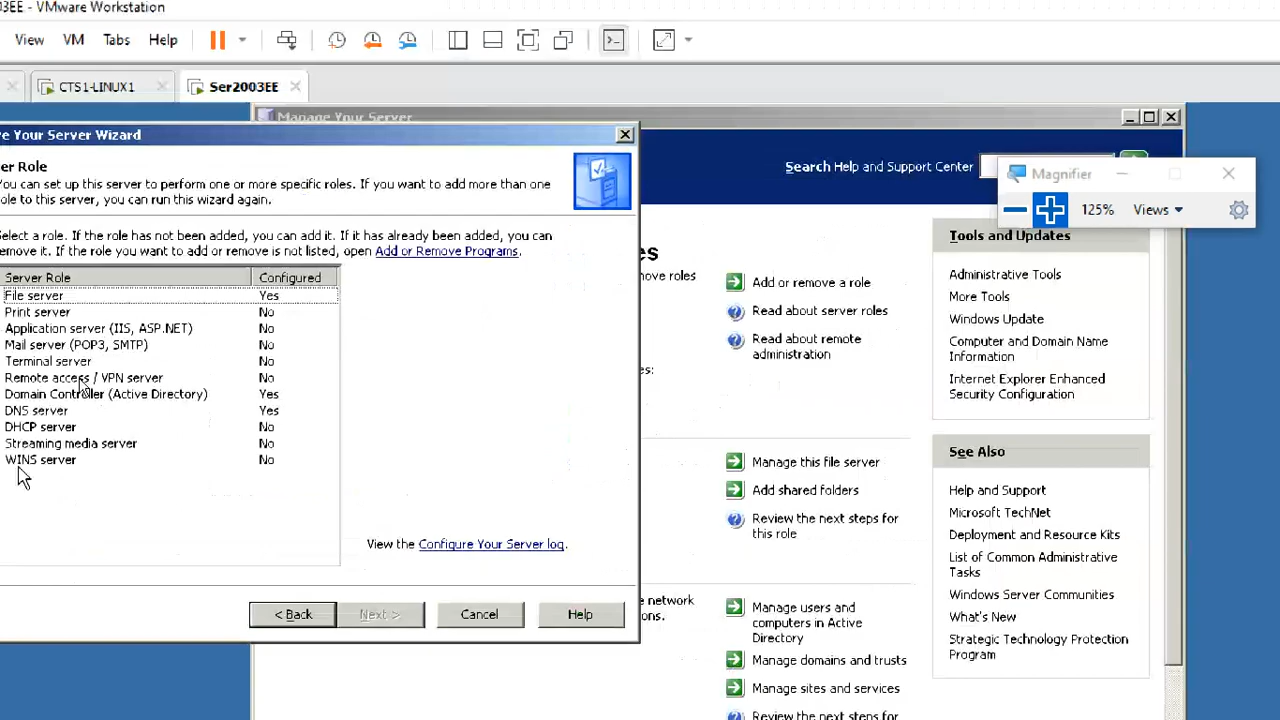 03EE - VMware Workstation
View VM Tabs Help
CTS1-LINUX1
Ser2003EE
Manage Your Server
Search Help and Support Center
Magnifier
125% Views
re Your Server Wizard
er Role
You can set up this server to perform one or more specific roles. If you want to add more than one
role to this server, you can run this wizard again.
Select a role. If the role has not been added, you can add it. If it has already been added, you can
remove it. If the role you want to add or remove is not listed, open Add or Remove Programs.
Server Role Configured
File server Yes
Print server No
Application server (IIS, ASP.NET) No
Mail server (POP3, SMTP) No
Terminal server No
Remote access / VPN server No
Domain Controller (Active Directory) Yes
DNS server Yes
DHCP server No
Streaming media server No
WINS server No
View the Configure Your Server log.
< Back Next > Cancel Help
es
move roles
es:
e network
Add or remove a role
Read about server roles
Read about remote
administration
Manage this file server
Add shared folders
Review the next steps for
this role
Manage users and
computers in Active
Directory
Manage domains and trusts
Manage sites and services
Review the next steps for
Tools and Updates
Administrative Tools
More Tools
Windows Update
Computer and Domain Name
Information
Internet Explorer Enhanced
Security Configuration
See Also
Help and Support
Microsoft TechNet
Deployment and Resource Kits
List of Common Administrative
Tasks
Windows Server Communities
What's New
Strategic Technology Protection
Program